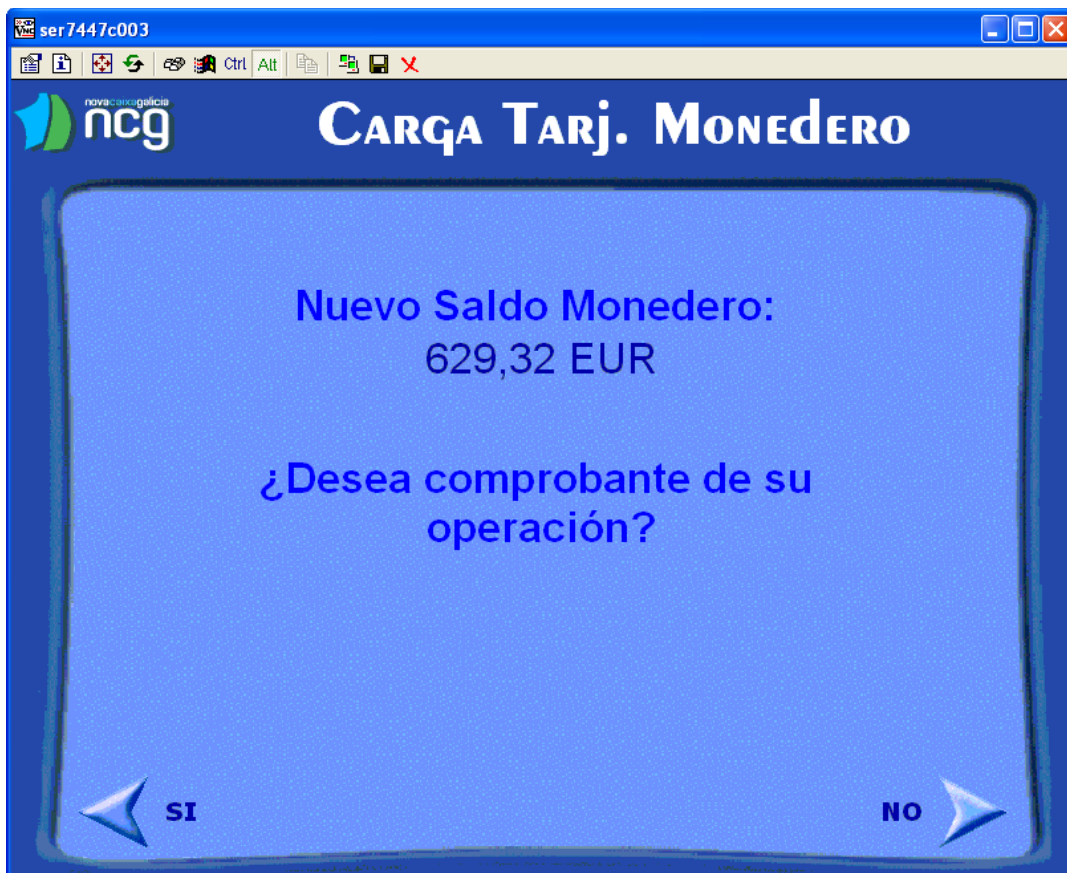 ser7447c003
Ctrl Alt
novacaixagalicia
ncg
Carga Tarj. Monedero
Nuevo Saldo Monedero:
629,32 EUR
¿Desea comprobante de su
operación?
SI
NO